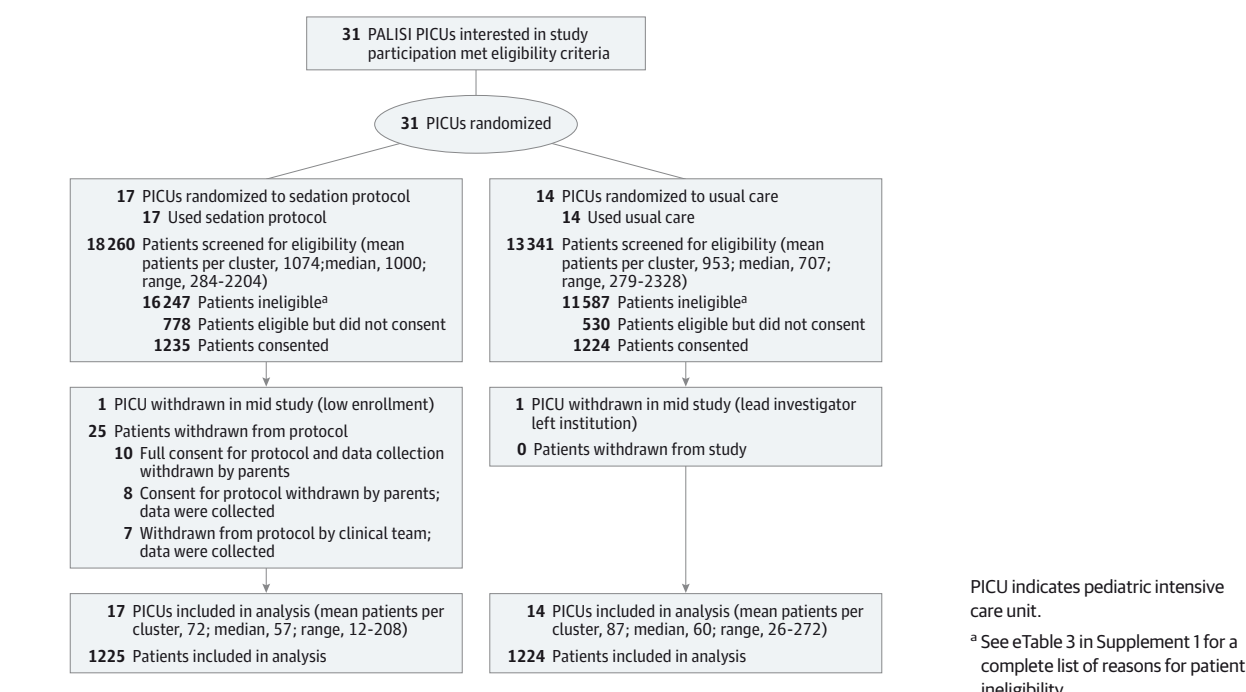 31 PALISI PICUs interested in study
participation met eligibility criteria
31 PICUs randomized
17 PICUs randomized to sedation protocol
17 Used sedation protocol
18260 Patients screened for eligibility (mean
patients per cluster, 1074;median, 1000;
range, 284-2204)
16247 Patients ineligibleᵃ
778 Patients eligible but did not consent
1235 Patients consented
14 PICUs randomized to usual care
14 Used usual care
13341 Patients screened for eligibility (mean
patients per cluster, 953; median, 707;
range, 279-2328)
11587 Patients ineligibleᵃ
530 Patients eligible but did not consent
1224 Patients consented
1 PICU withdrawn in mid study (low enrollment)
25 Patients withdrawn from protocol
10 Full consent for protocol and data collection
withdrawn by parents
8 Consent for protocol withdrawn by parents;
data were collected
7 Withdrawn from protocol by clinical team;
data were collected
1 PICU withdrawn in mid study (lead investigator
left institution)
0 Patients withdrawn from study
17 PICUs included in analysis (mean patients per
cluster, 72; median, 57; range, 12-208)
1225 Patients included in analysis
14 PICUs included in analysis (mean patients per
cluster, 87; median, 60; range, 26-272)
1224 Patients included in analysis
PICU indicates pediatric intensive
care unit.
ᵃ See eTable 3 in Supplement 1 for a
complete list of reasons for patient
ineligibility